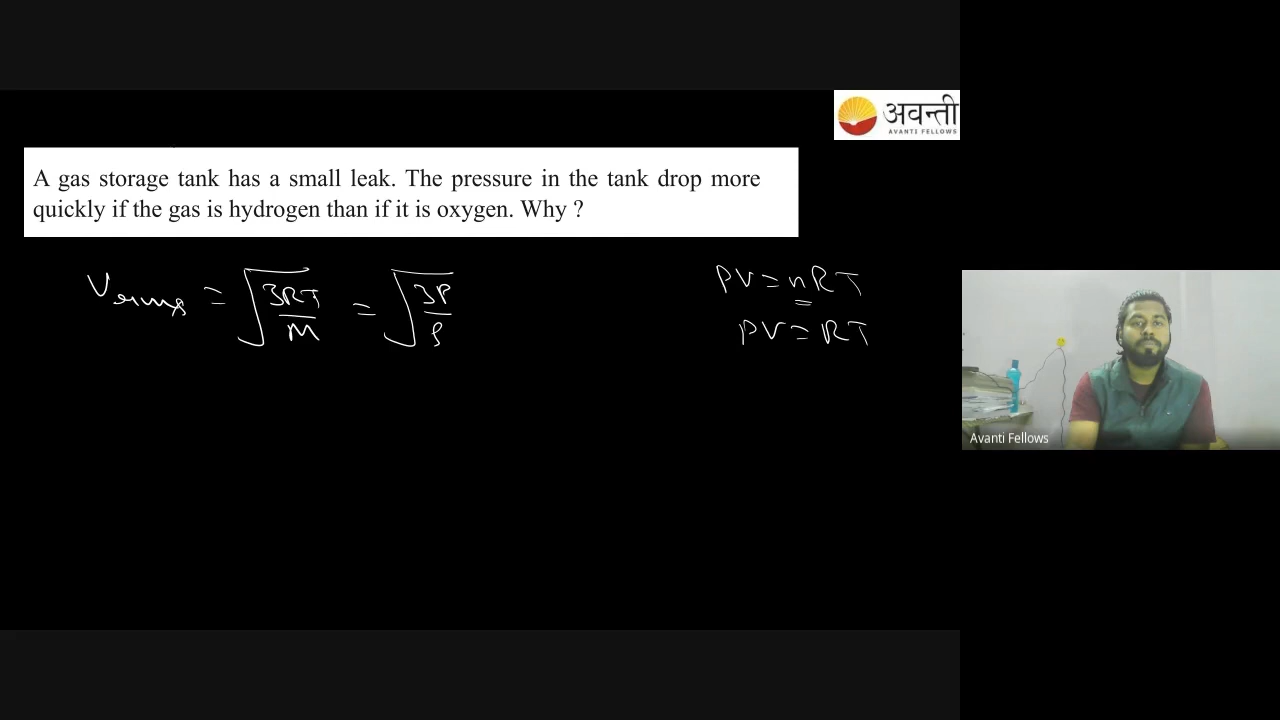 अवन्ती
AVANTI FELLOWS
A gas storage tank has a small leak. The pressure in the tank drop more
quickly if the gas is hydrogen than if it is oxygen. Why ?
Vrms = √3RT/M = √3P/ρ
PV = nRT
PV = RT
Avanti Fellows